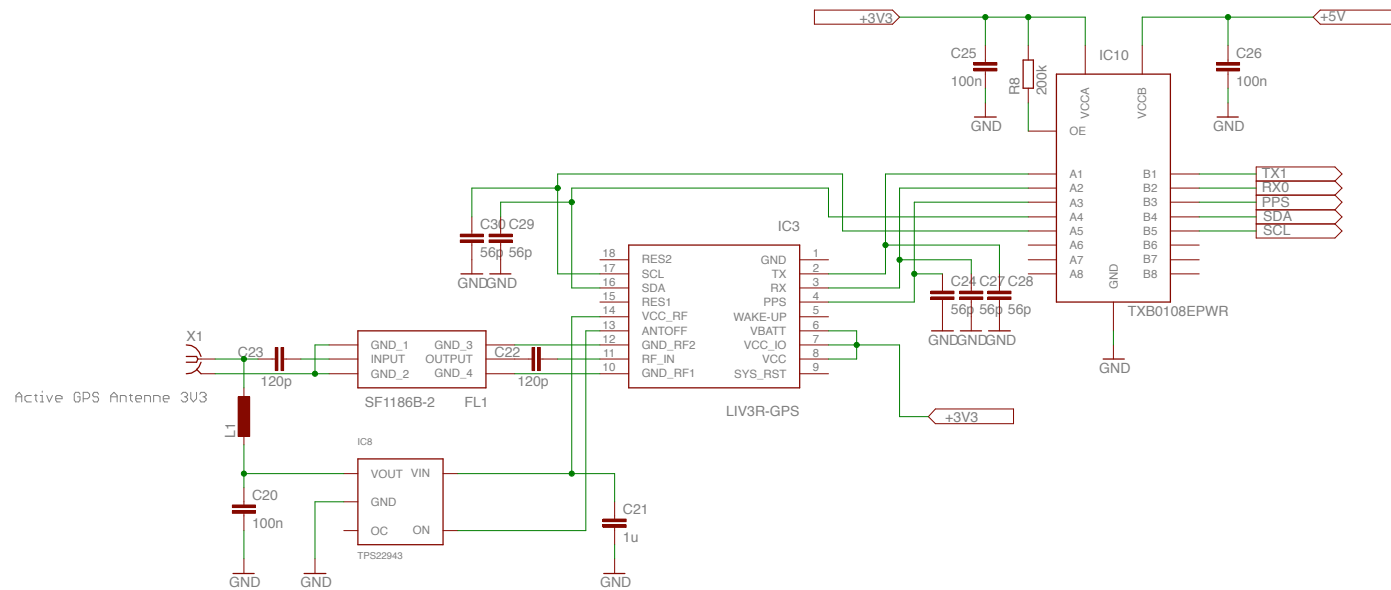 +3V3
+5V
C25
100n
GND
R8
200k
IC10
C26
100n
GND
VCCA
VCCB
OE
A1
A2
A3
A4
A5
A6
A7
A8
GND
B1
B2
B3
B4
B5
B6
B7
B8
TX1
RX0
PPS
SDA
SCL
TXB0108EPWR
GND
C30
56p
GND
C29
56p
GND
IC3
18 RES2
17 SCL
16 SDA
15 RES1
14 VCC_RF
13 ANTOFF
12 GND_RF2
11 RF_IN
10 GND_RF1
GND 1
TX 2
RX 3
PPS 4
WAKE-UP 5
VBATT 6
VCC_IO 7
VCC 8
SYS_RST 9
LIV3R-GPS
C24
56p
GND
C27
56p
GND
C28
56p
GND
+3V3
X1
C23
120p
Active GPS Antenne 3V3
GND_1
INPUT
GND_2
GND_3
OUTPUT
GND_4
SF1186B-2
FL1
C22
120p
L1
IC8
VOUT
VIN
GND
OC
ON
TPS22943
C20
100n
GND
GND
C21
1u
GND